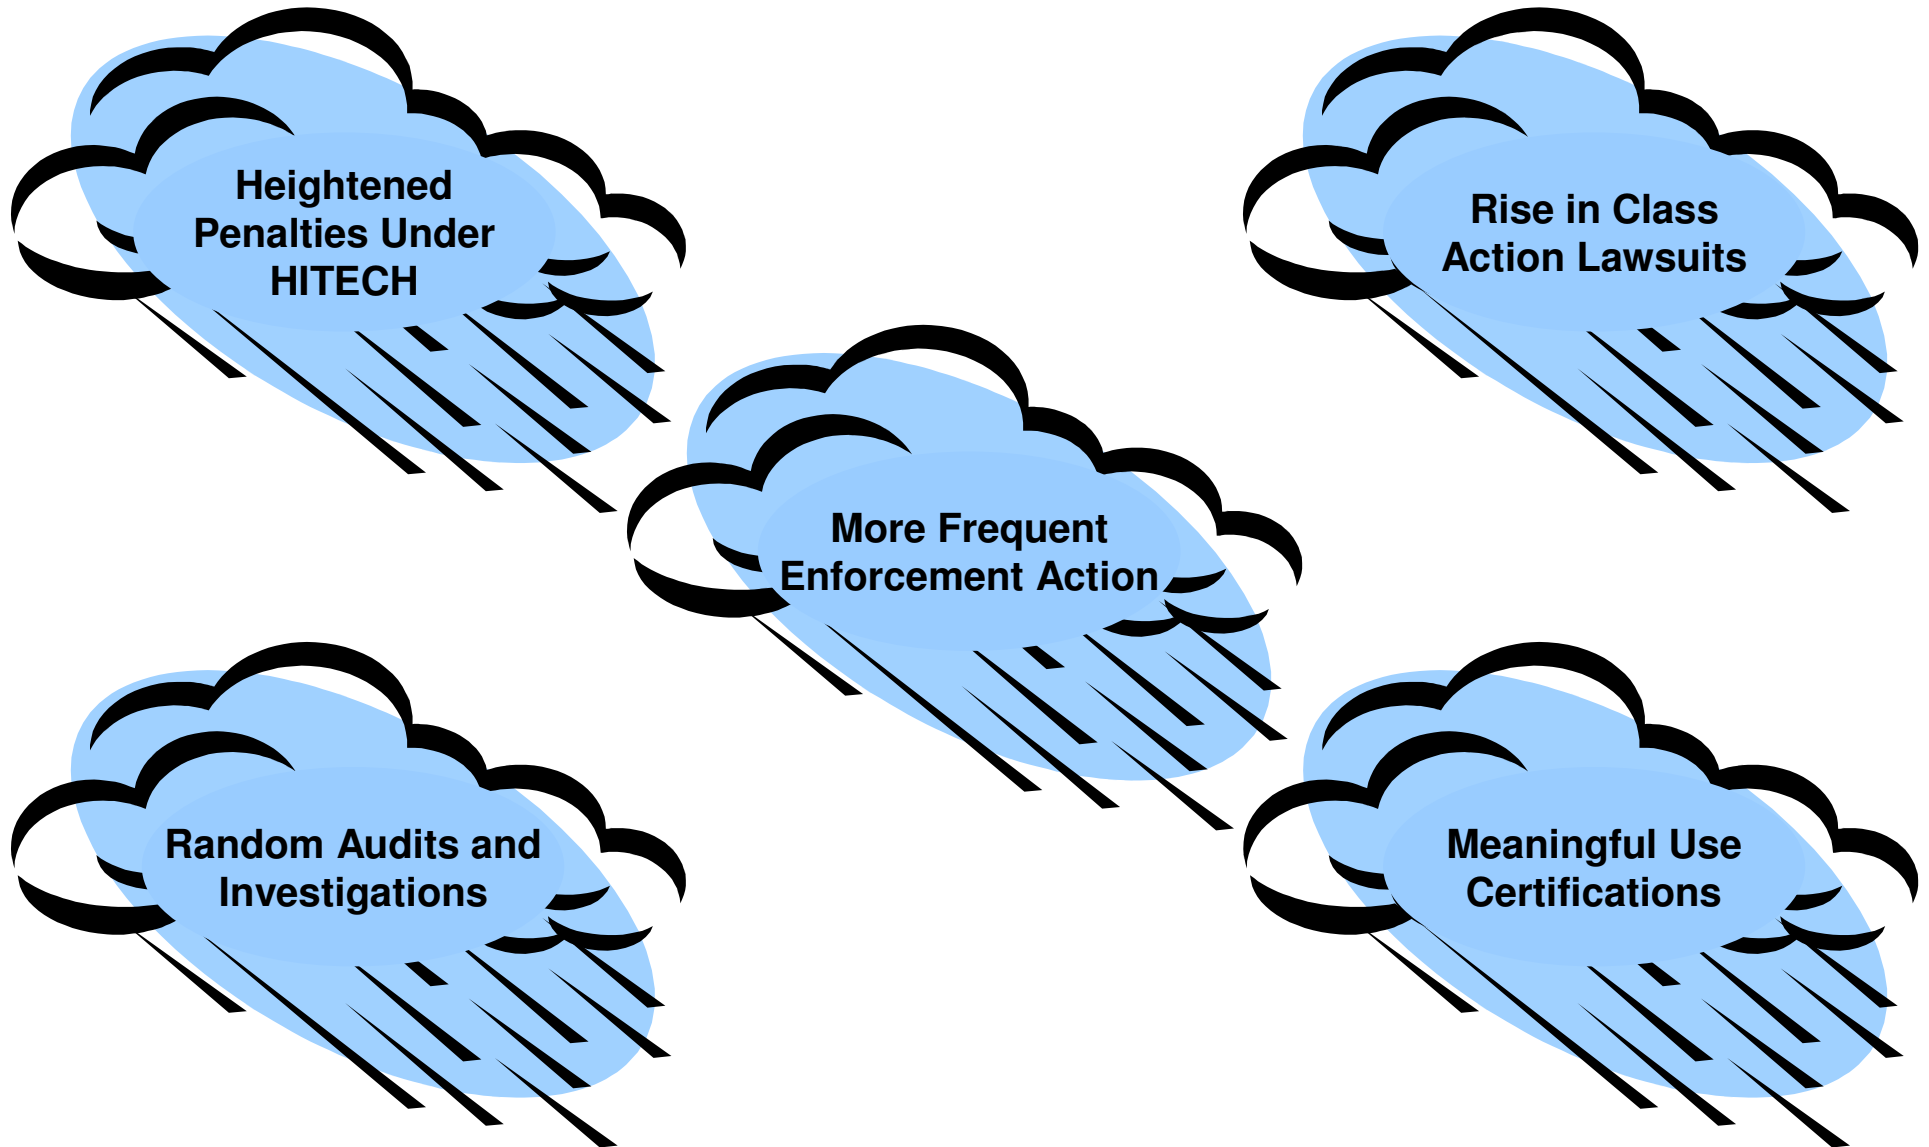 Heightened
Penalties Under
HITECH
Rise in Class
Action Lawsuits
More Frequent
Enforcement Action
Random Audits and
Investigations
Meaningful Use
Certifications